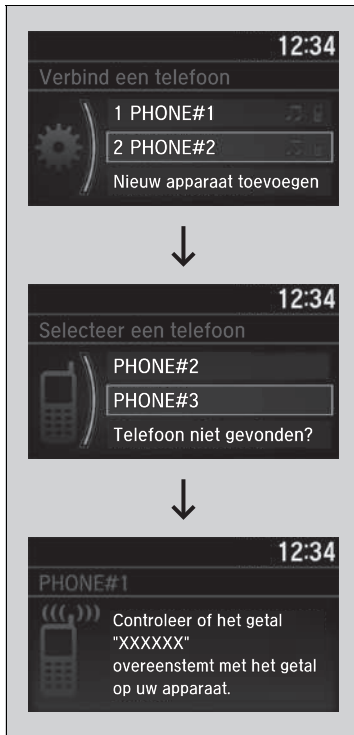 12:34
Verbind een telefoon
1 PHONE#1
2 PHONE#2
Nieuw apparaat toevoegen
12:34
Selecteer een telefoon
PHONE#2
PHONE#3
Telefoon niet gevonden?
12:34
PHONE#1
Controleer of het getal
"XXXXXX"
overeenstemt met het getal
op uw apparaat.